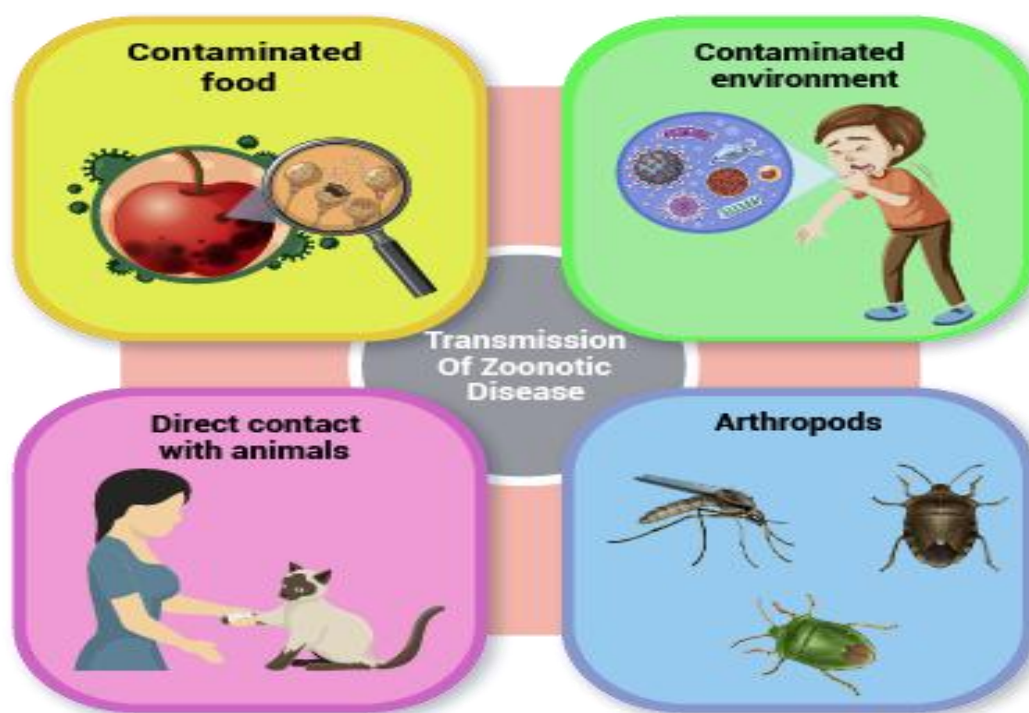 Contaminated
food
Contaminated
environment
Transmission
Of Zoonotic
Disease
Direct contact
with animals
Arthropods